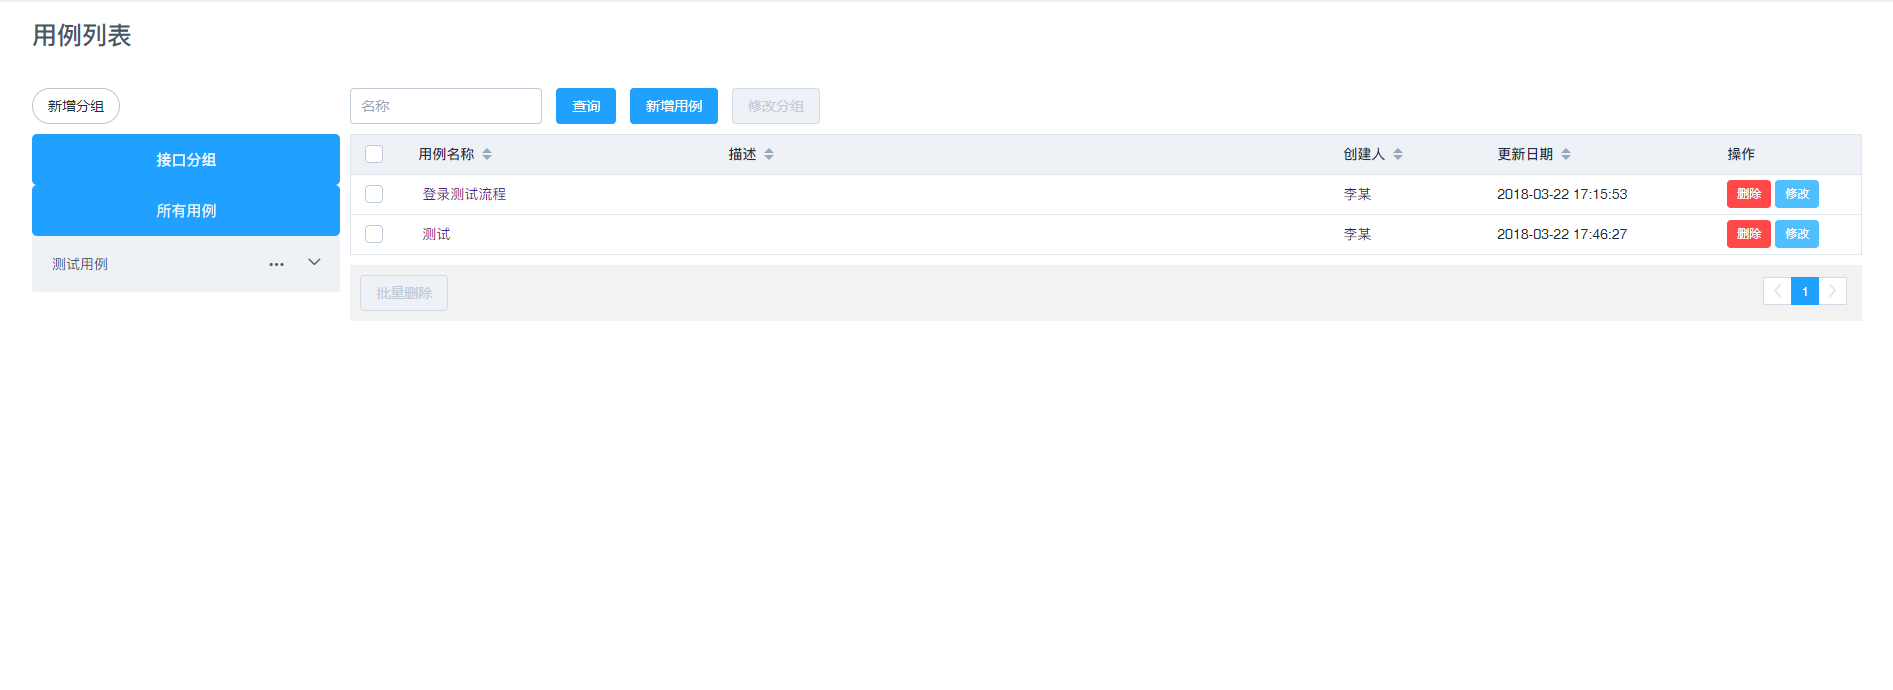 用例列表
新增分组
名称 查询 新增用例 修改分组
接口分组
所有用例
测试用例
用例名称 描述 创建人 更新日期 操作
登录测试流程 李某 2018-03-22 17:15:53 删除 修改
测试 李某 2018-03-22 17:46:27 删除 修改
批量删除 1